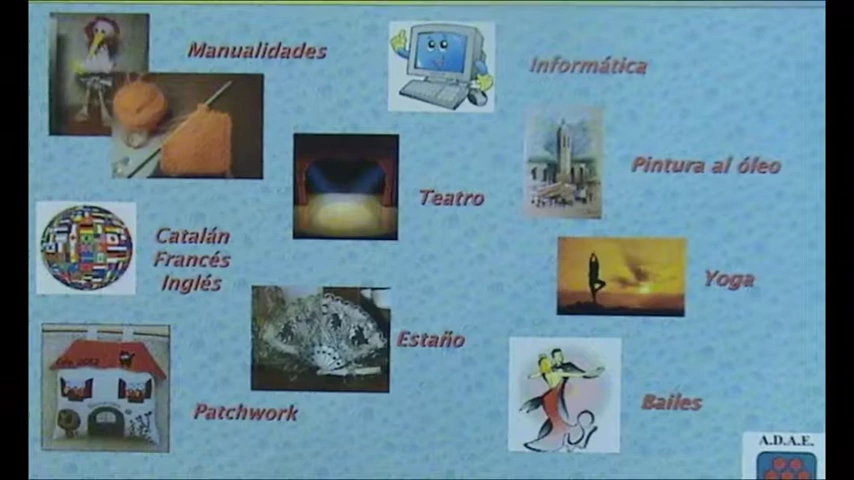 Manualidades
Informática
Pintura al óleo
Teatro
Catalán
Francés
Inglés
Yoga
Estaño
Patchwork
Bailes
A.D.A.E.